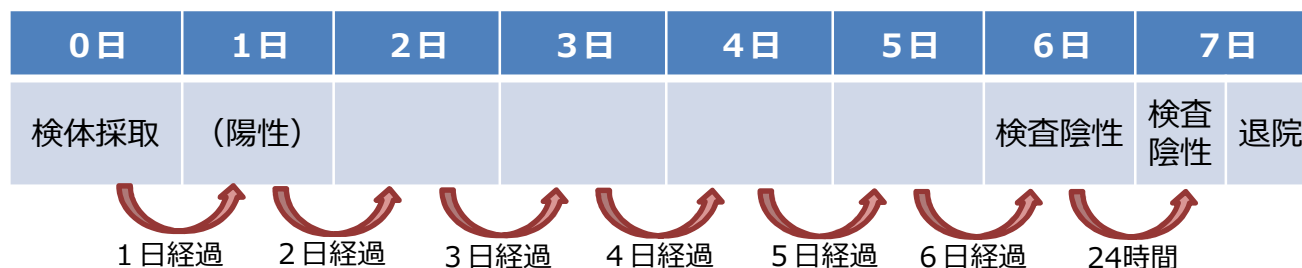 0日 1日 2日 3日 4日 5日 6日 7日
検体採取 （陽性） 検査陰性 検査
陰性 退院
1日経過 2日経過 3日経過 4日経過 5日経過 6日経過 24時間